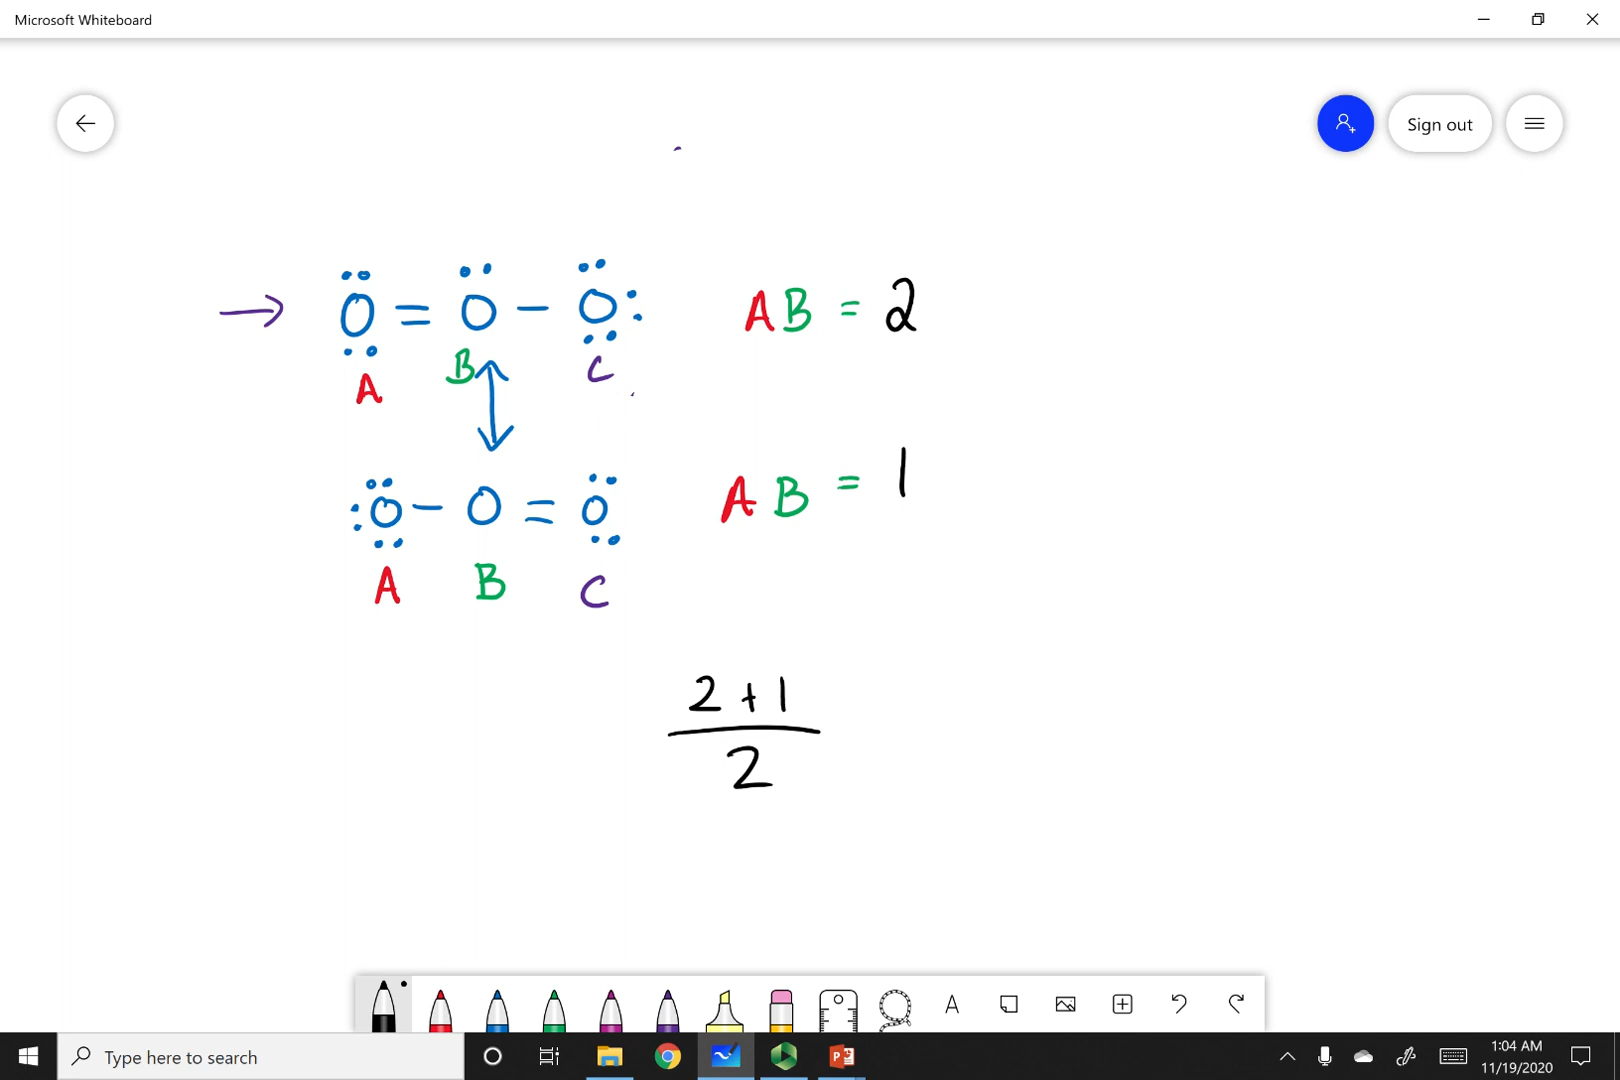 Microsoft Whiteboard
Sign out
O = O - O
A B C
AB = 2
O - O = O
A B C
AB = 1
2 + 1
2
A
Type here to search
1:04 AM
11/19/2020